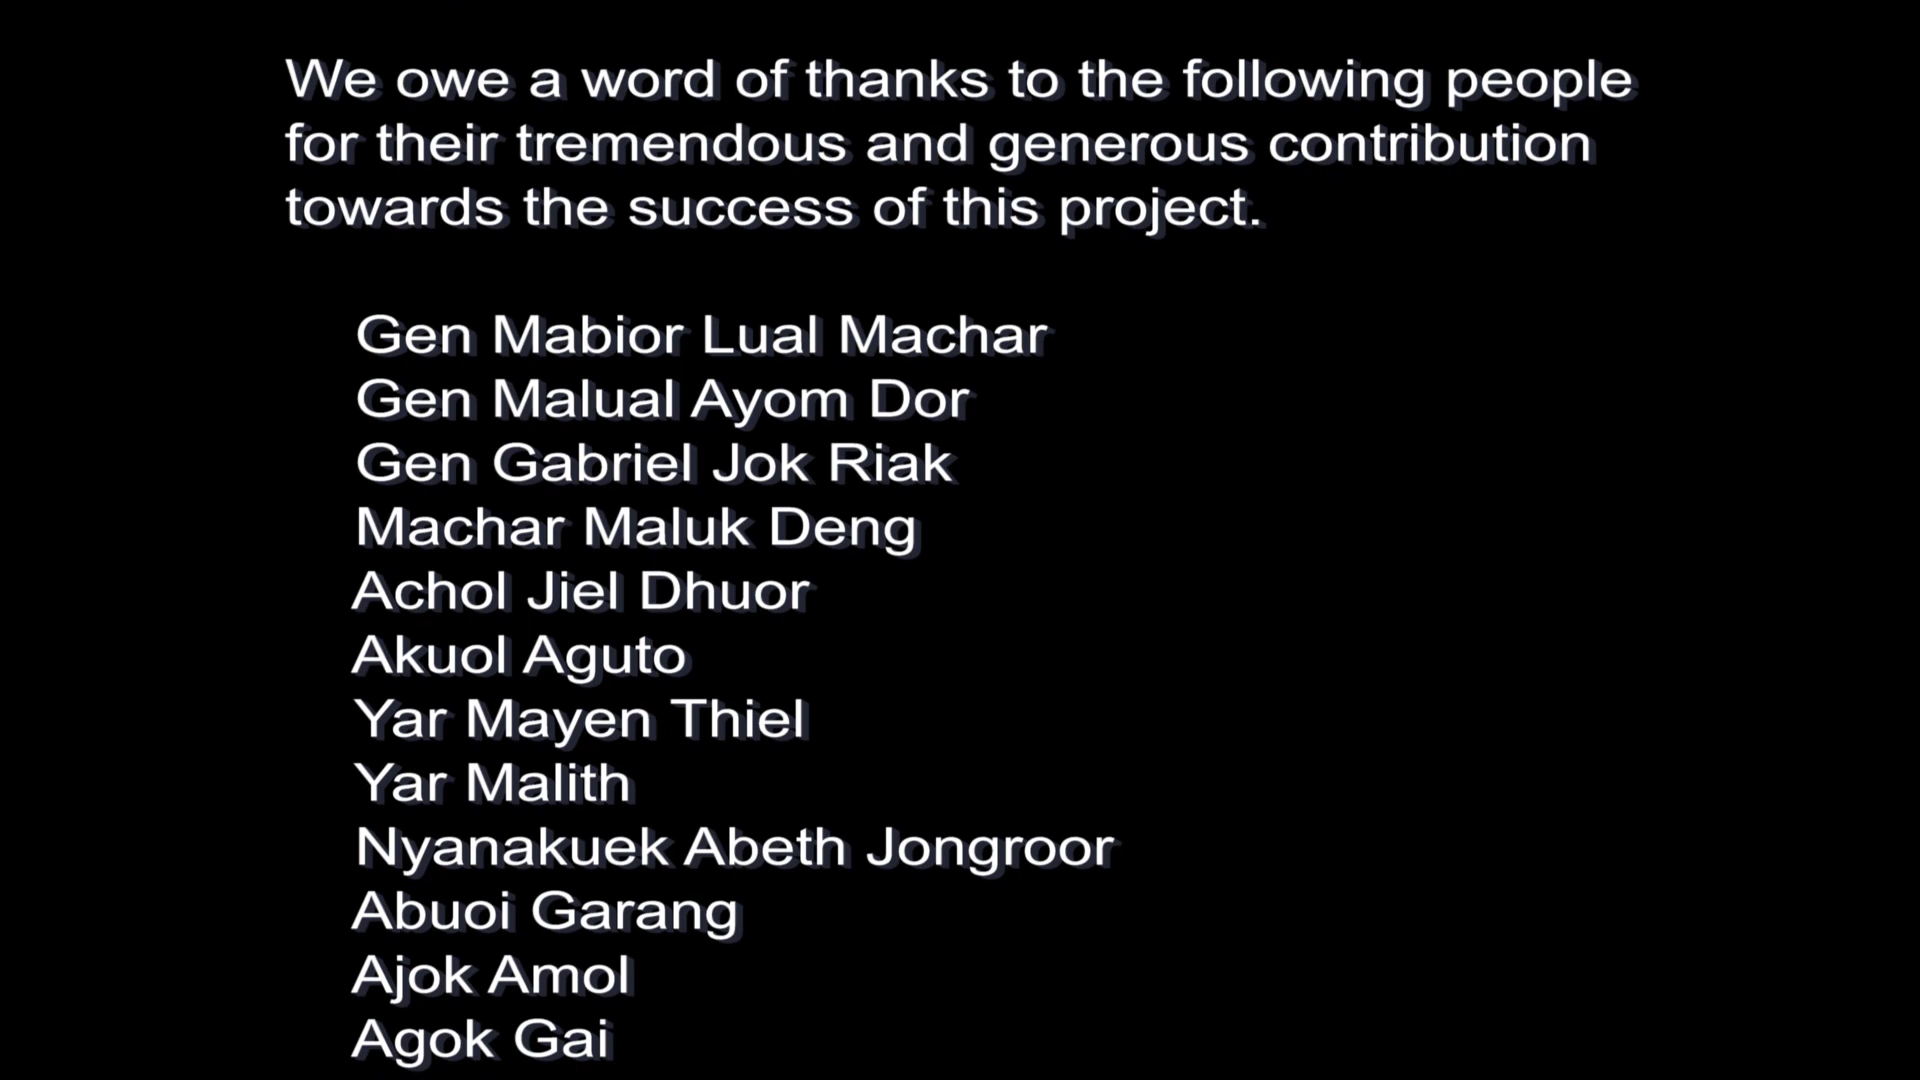 We owe a word of thanks to the following people
for their tremendous and generous contribution
towards the success of this project.
Gen Mabior Lual Machar
Gen Malual Ayom Dor
Gen Gabriel Jok Riak
Machar Maluk Deng
Achol Jiel Dhuor
Akuol Aguto
Yar Mayen Thiel
Yar Malith
Nyanakuek Abeth Jongroor
Abuoi Garang
Ajok Amol
Agok Gai